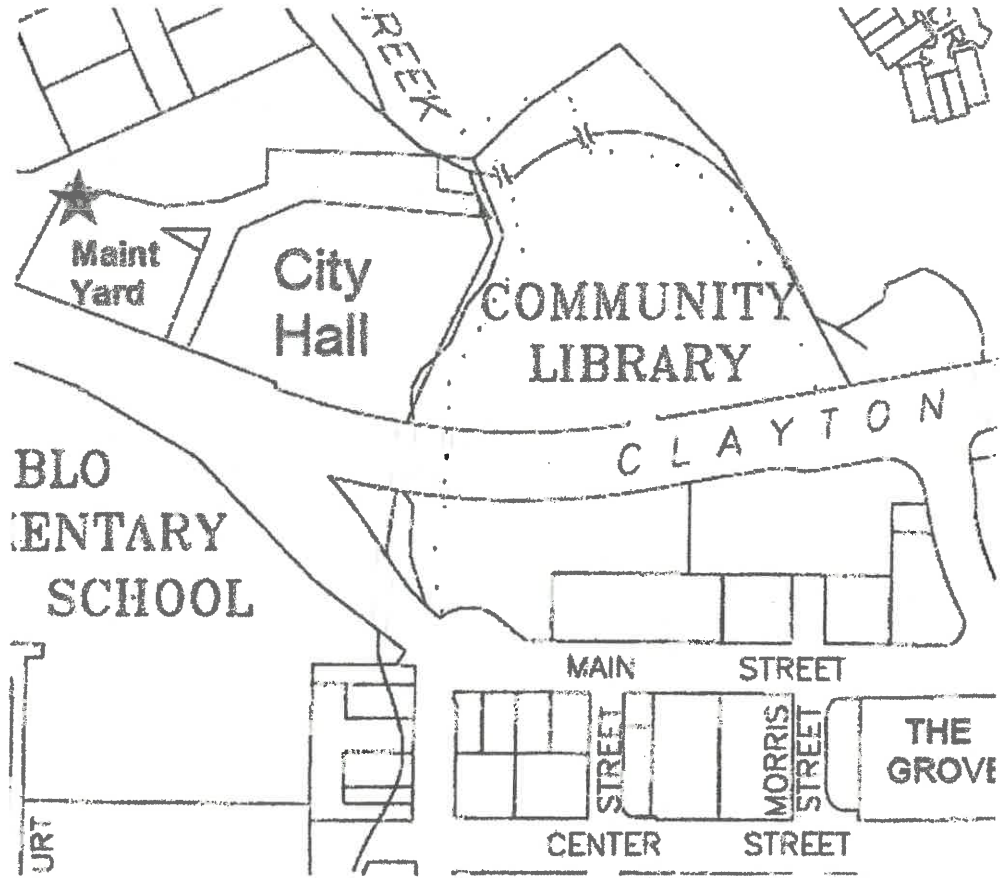 REEK
Maint
Yard
City
Hall
COMMUNITY
LIBRARY
CLAYTON
BLO
ENTARY
SCHOOL
MAIN STREET
STREET
MORRIS
STREET
THE
GROVE
CENTER STREET
URT